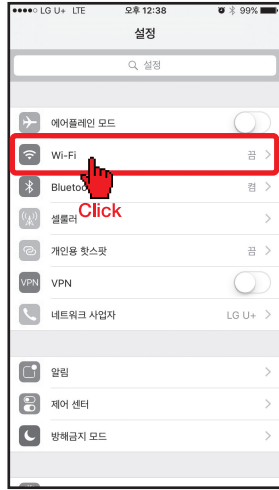 LG U+ LTE 오후 12:38 99%
설정
설정
에어플레인 모드
Wi-Fi 끔
켬
Click
셀룰러
개인용 핫스팟 끔
VPN VPN
네트워크 사업자 LG U+
알림
제어 센터
방해금지 모드